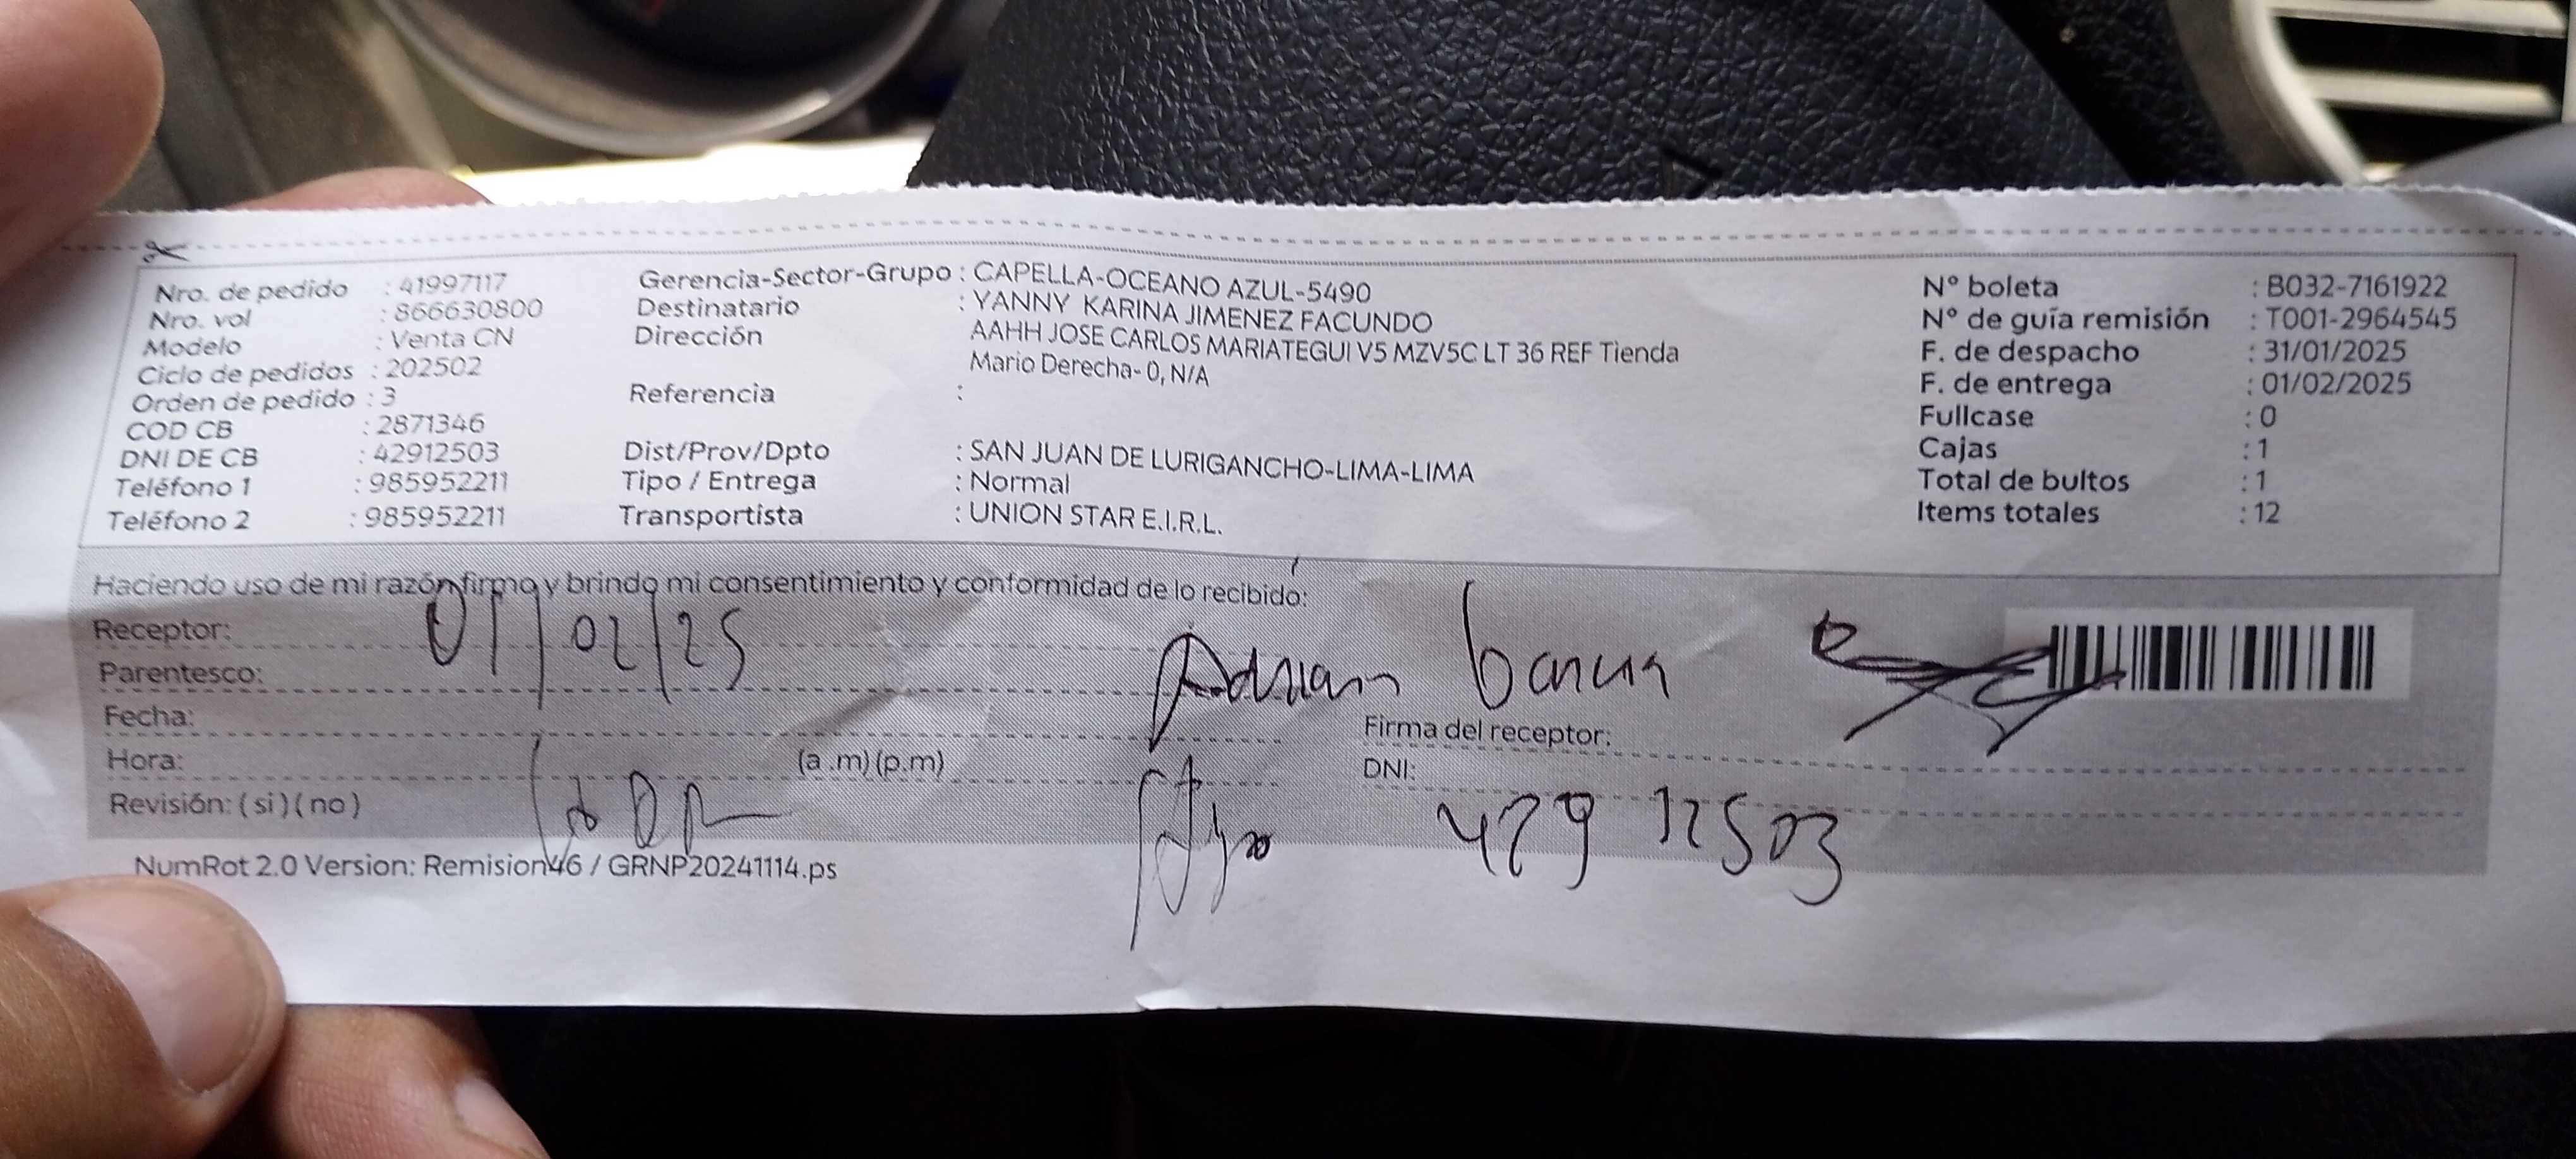 Nro. de pedido : 41997117
Nro. vol : 866630800
Modelo : Venta CN
Ciclo de pedidos : 202502
Orden de pedido : 3
COD CB : 2871346
DNI DE CB : 42912503
Teléfono 1 : 985952211
Teléfono 2 : 985952211
Gerencia-Sector-Grupo : CAPELLA-OCEANO AZUL-5490
Destinatario : YANNY KARINA JIMENEZ FACUNDO
Dirección AAHH JOSE CARLOS MARIATEGUI V5 MZV5C LT 36 REF Tienda
Mario Derecha- 0, N/A
Referencia :
Dist/Prov/Dpto : SAN JUAN DE LURIGANCHO-LIMA-LIMA
Tipo / Entrega : Normal
Transportista : UNION STAR E.I.R.L.
N° boleta : B032-7161922
N° de guía remisión : T001-2964545
F. de despacho : 31/01/2025
F. de entrega : 01/02/2025
Fullcase : 0
Cajas : 1
Total de bultos : 1
Items totales : 12
Haciendo uso de mi razón firmo y brindo mi consentimiento y conformidad de lo recibido:
Receptor:
01/02/25
Adrian Garcia
Parentesco:
Fecha:
Firma del receptor:
Hora: (a .m) (p.m)
DNI:
Revisión: ( si ) ( no )
42912503
NumRot 2.0 Version: Remision46 / GRNP20241114.ps